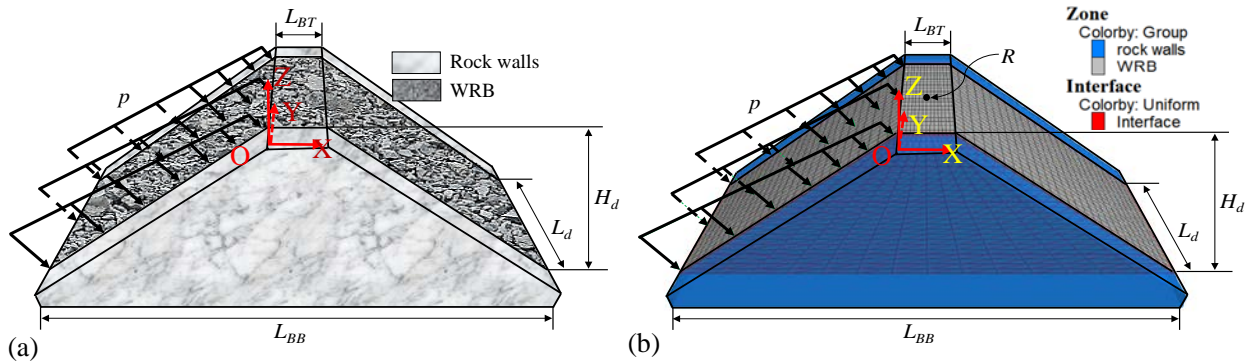 L_BT
Rock walls
WRB
p
Z
Y
O
X
H_d
L_d
L_BB
(a)
L_BT
R
Zone
Colorby: Group
rock walls
WRB
Interface
Colorby: Uniform
Interface
p
Z
Y
O
X
H_d
L_d
L_BB
(b)